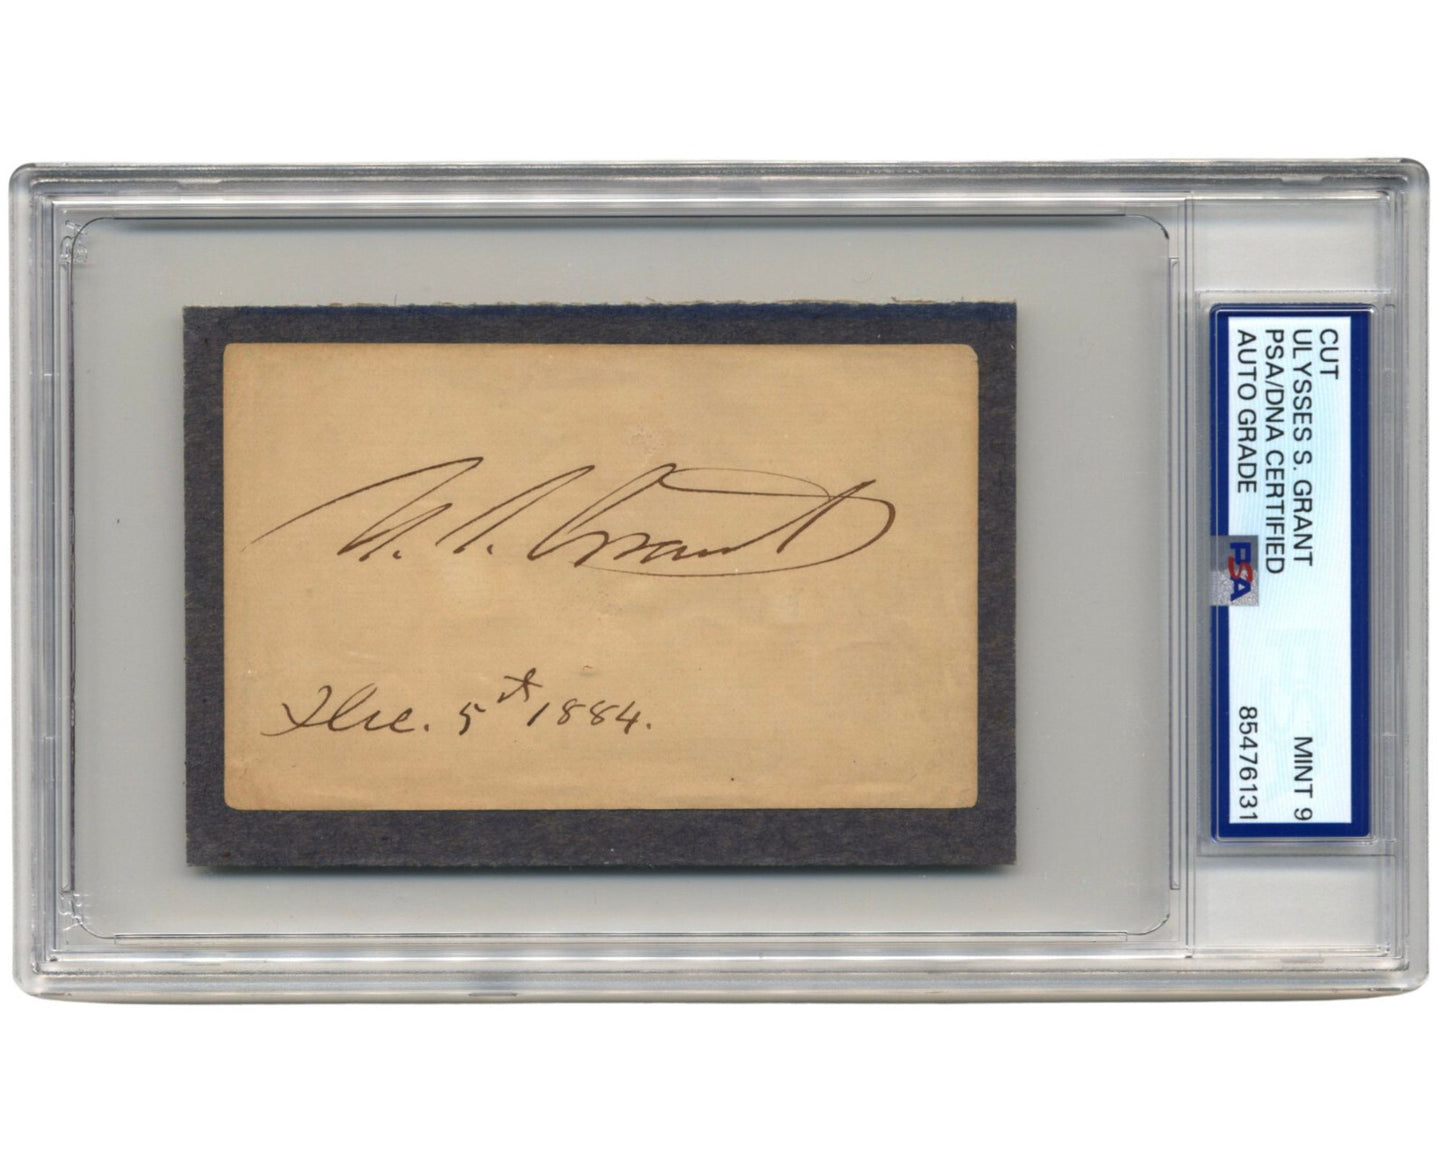 U. S. Grant
Dec. 5th 1884.
CUT
ULYSSES S. GRANT
PSA/DNA CERTIFIED
AUTO GRADE
MINT 9
85476131
PSA